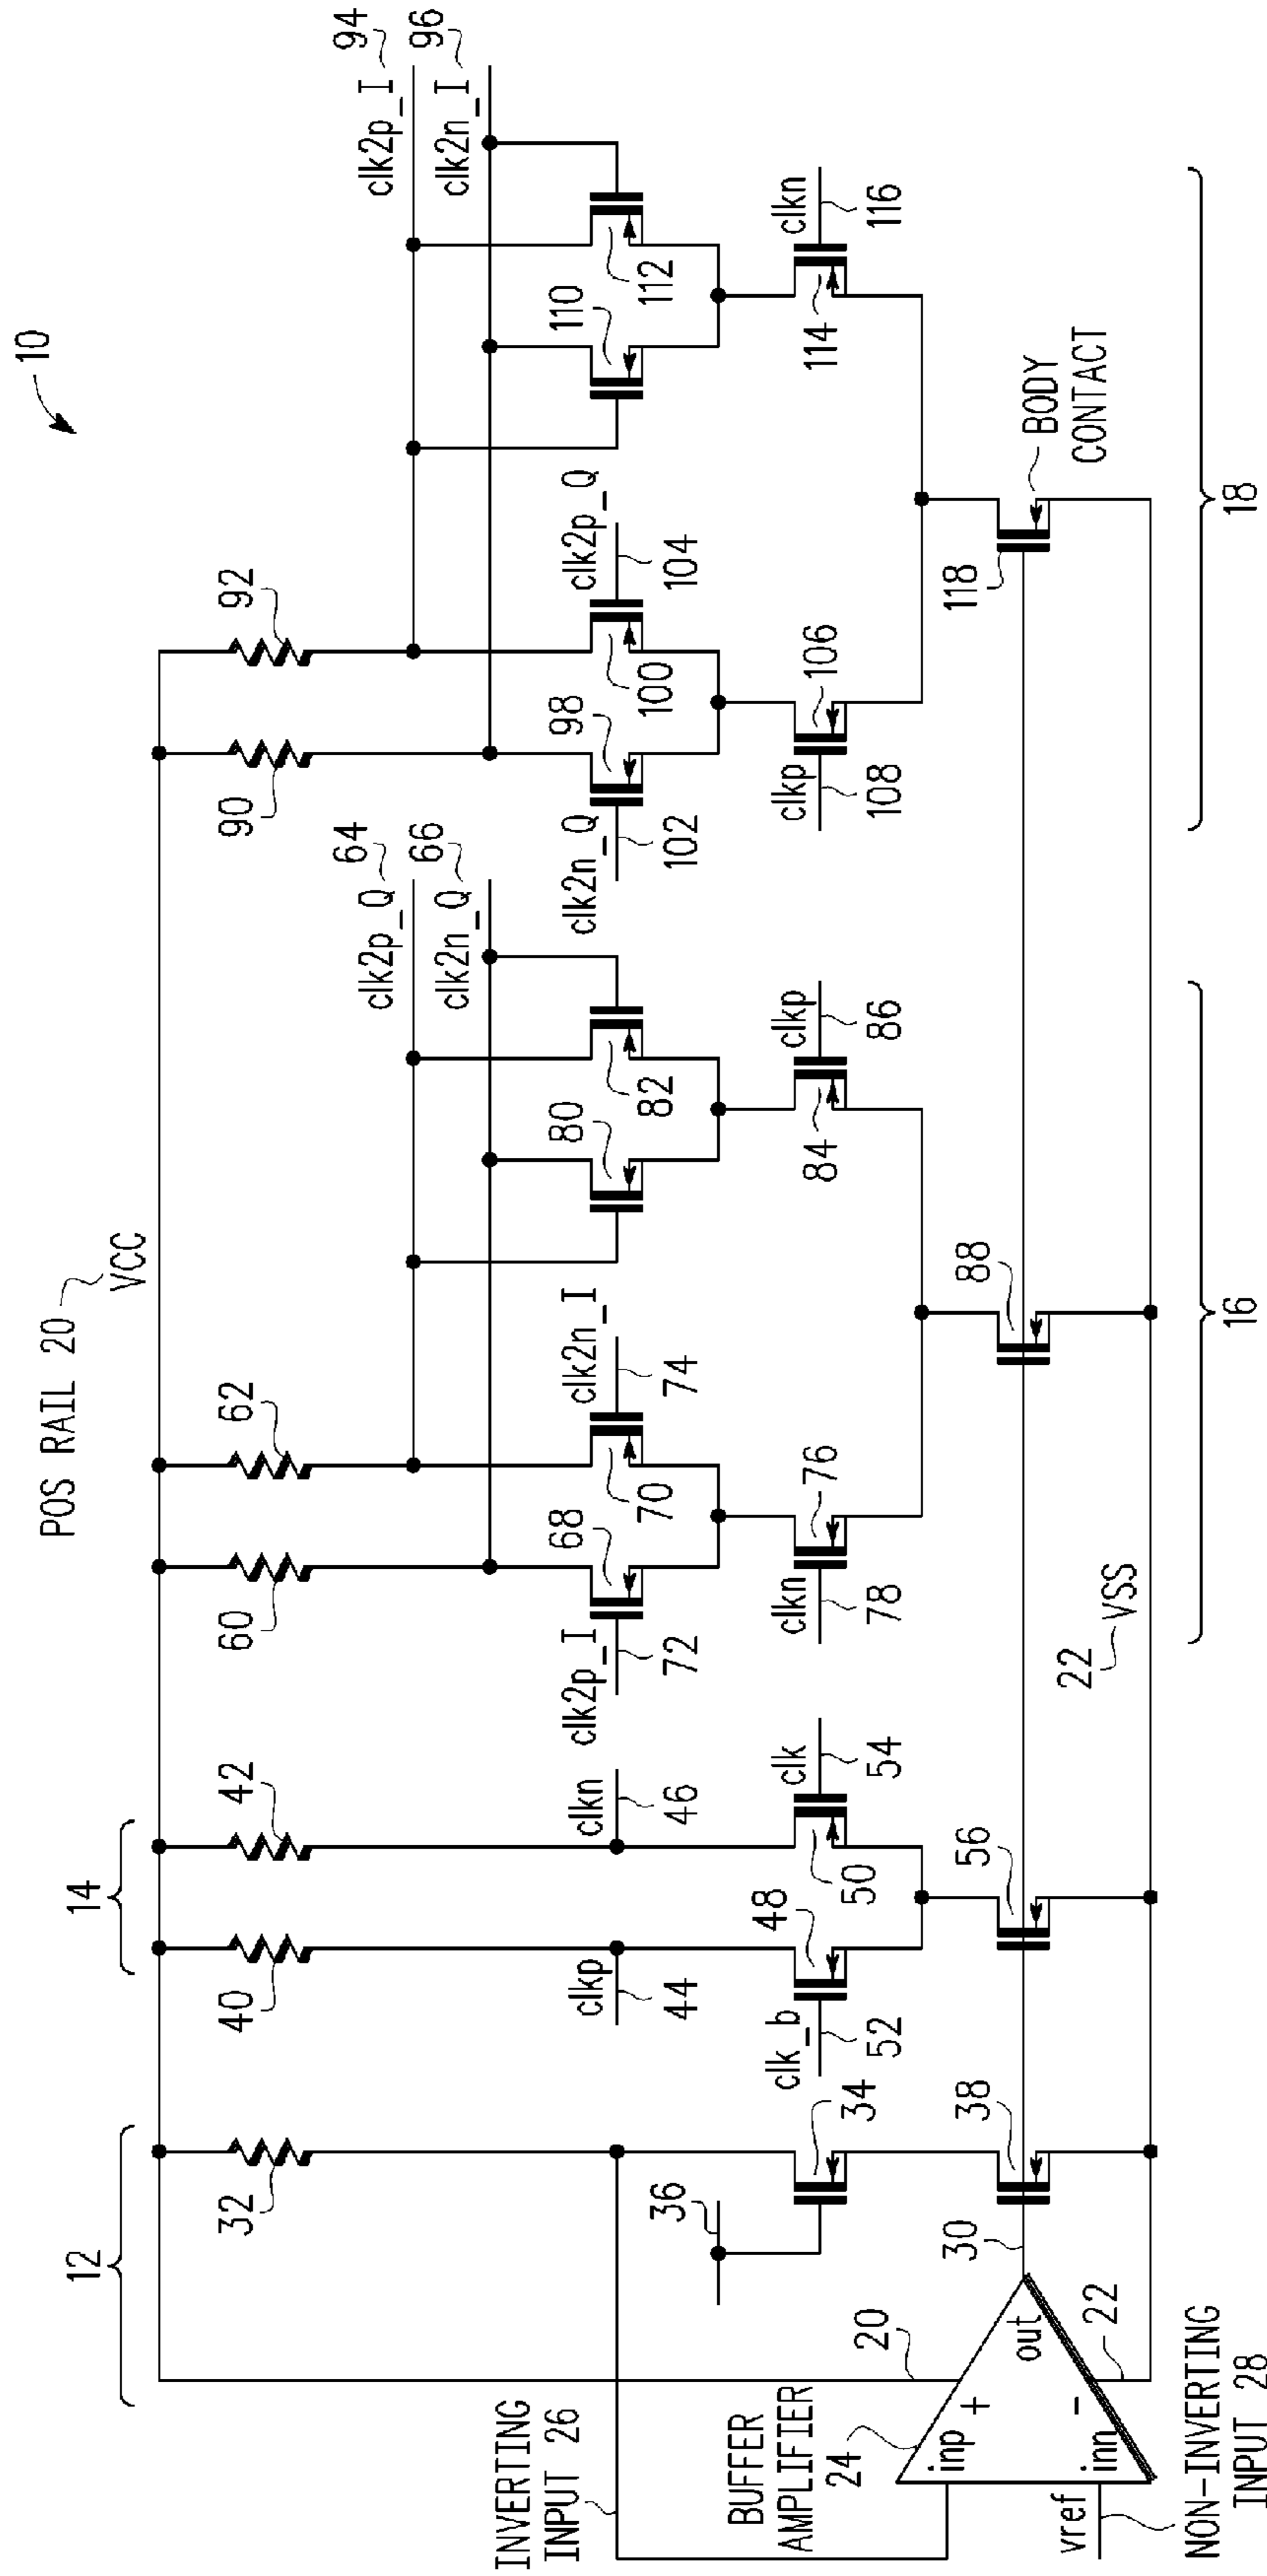 10
POS RAIL 20
VCC
12
14
32
40
42
60
62
90
92
clk2p_Q 64
clk2n_Q 66
clk2p_I 94
clk2n_I 96
INVERTING
INPUT 26
36
clkp
44
clkn
46
clk2p_I
72
68
70
clk2n_I
74
80
82
clk2n_Q
102
98
100
clk2p_Q
104
110
112
BUFFER
AMPLIFIER
24
20
34
clk_b
52
48
50
clk
54
clkn
78
76
84
clkp
86
clkp
108
106
114
clkn
116
inp
+
out
-
inn
vref
30
22
38
56
88
118
BODY
CONTACT
22
VSS
NON-INVERTING
INPUT 28
16
18